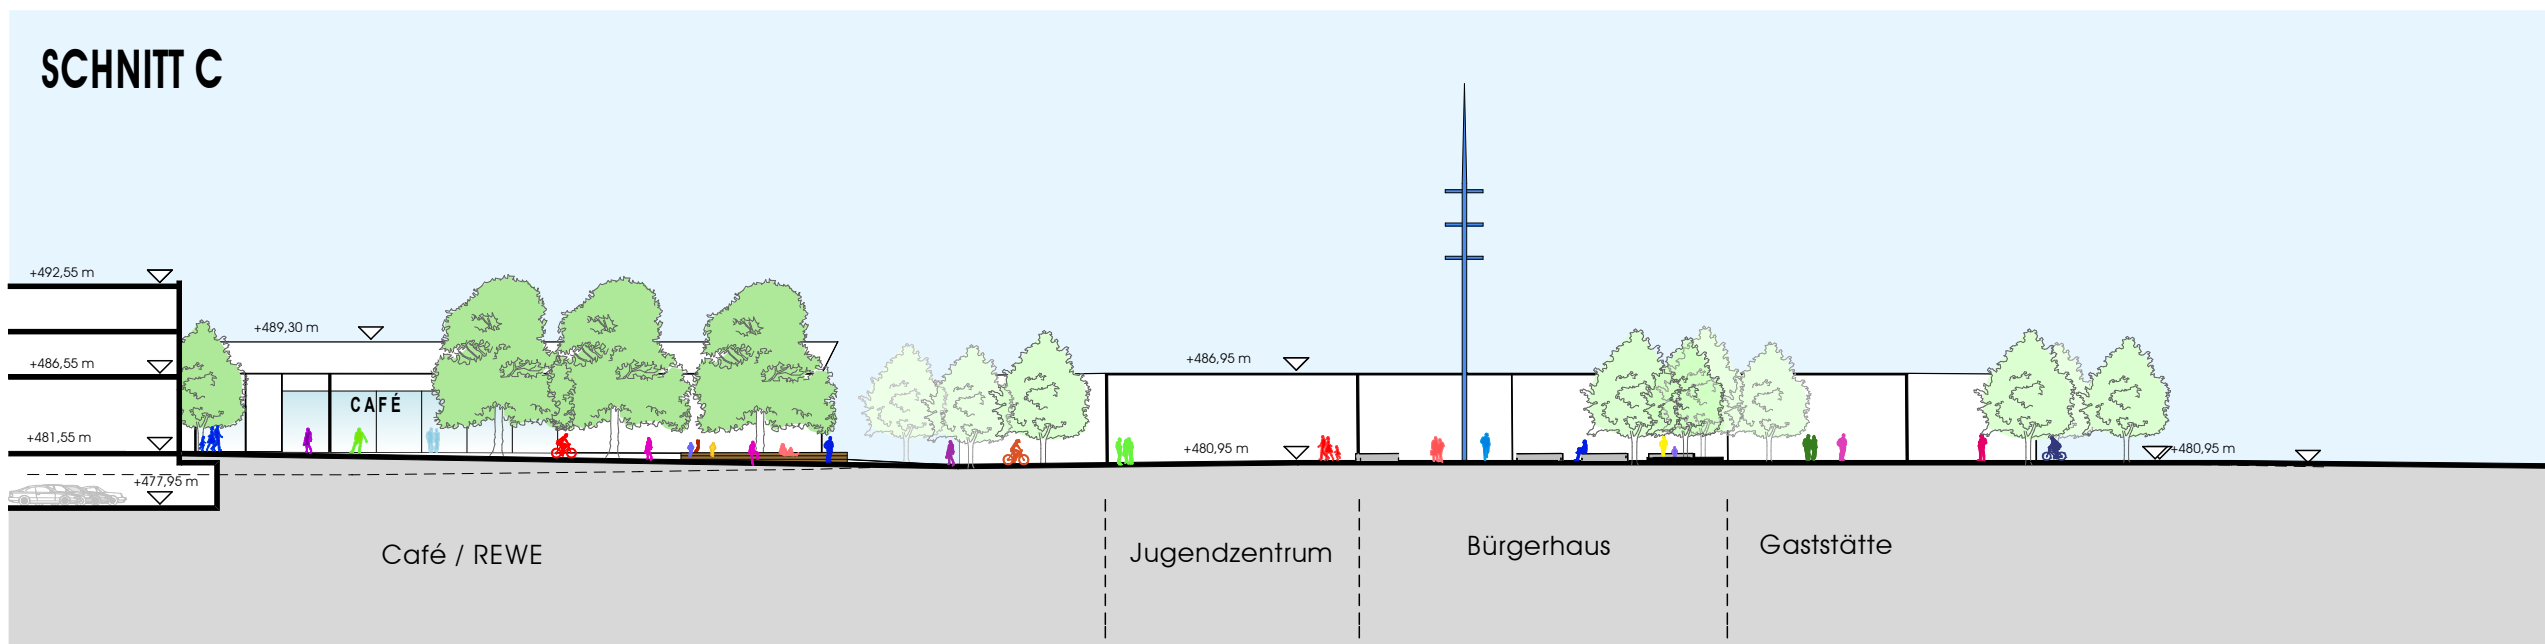 SCHNITT C
+492,55 m
+489,30 m
+486,55 m
+486,95 m
CAFÉ
+481,55 m
+480,95 m
+480,95 m
+477,95 m
Café / REWE
Jugendzentrum
Bürgerhaus
Gaststätte